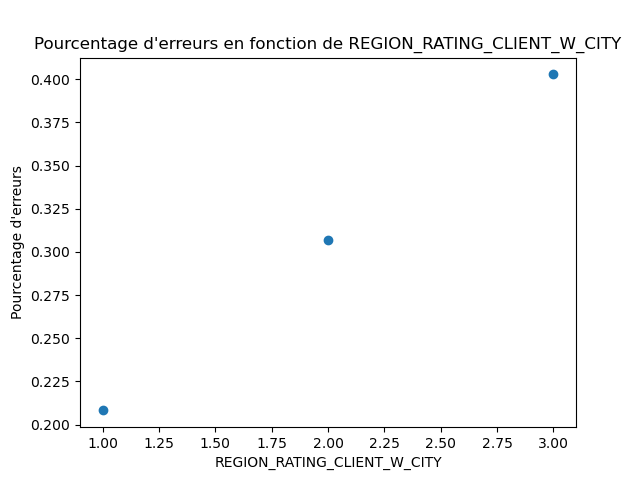 Pourcentage d'erreurs en fonction de REGION_RATING_CLIENT_W_CITY
0.400
0.375
0.350
0.325
0.300
0.275
0.250
0.225
0.200
Pourcentage d'erreurs
1.00 1.25 1.50 1.75 2.00 2.25 2.50 2.75 3.00
REGION_RATING_CLIENT_W_CITY